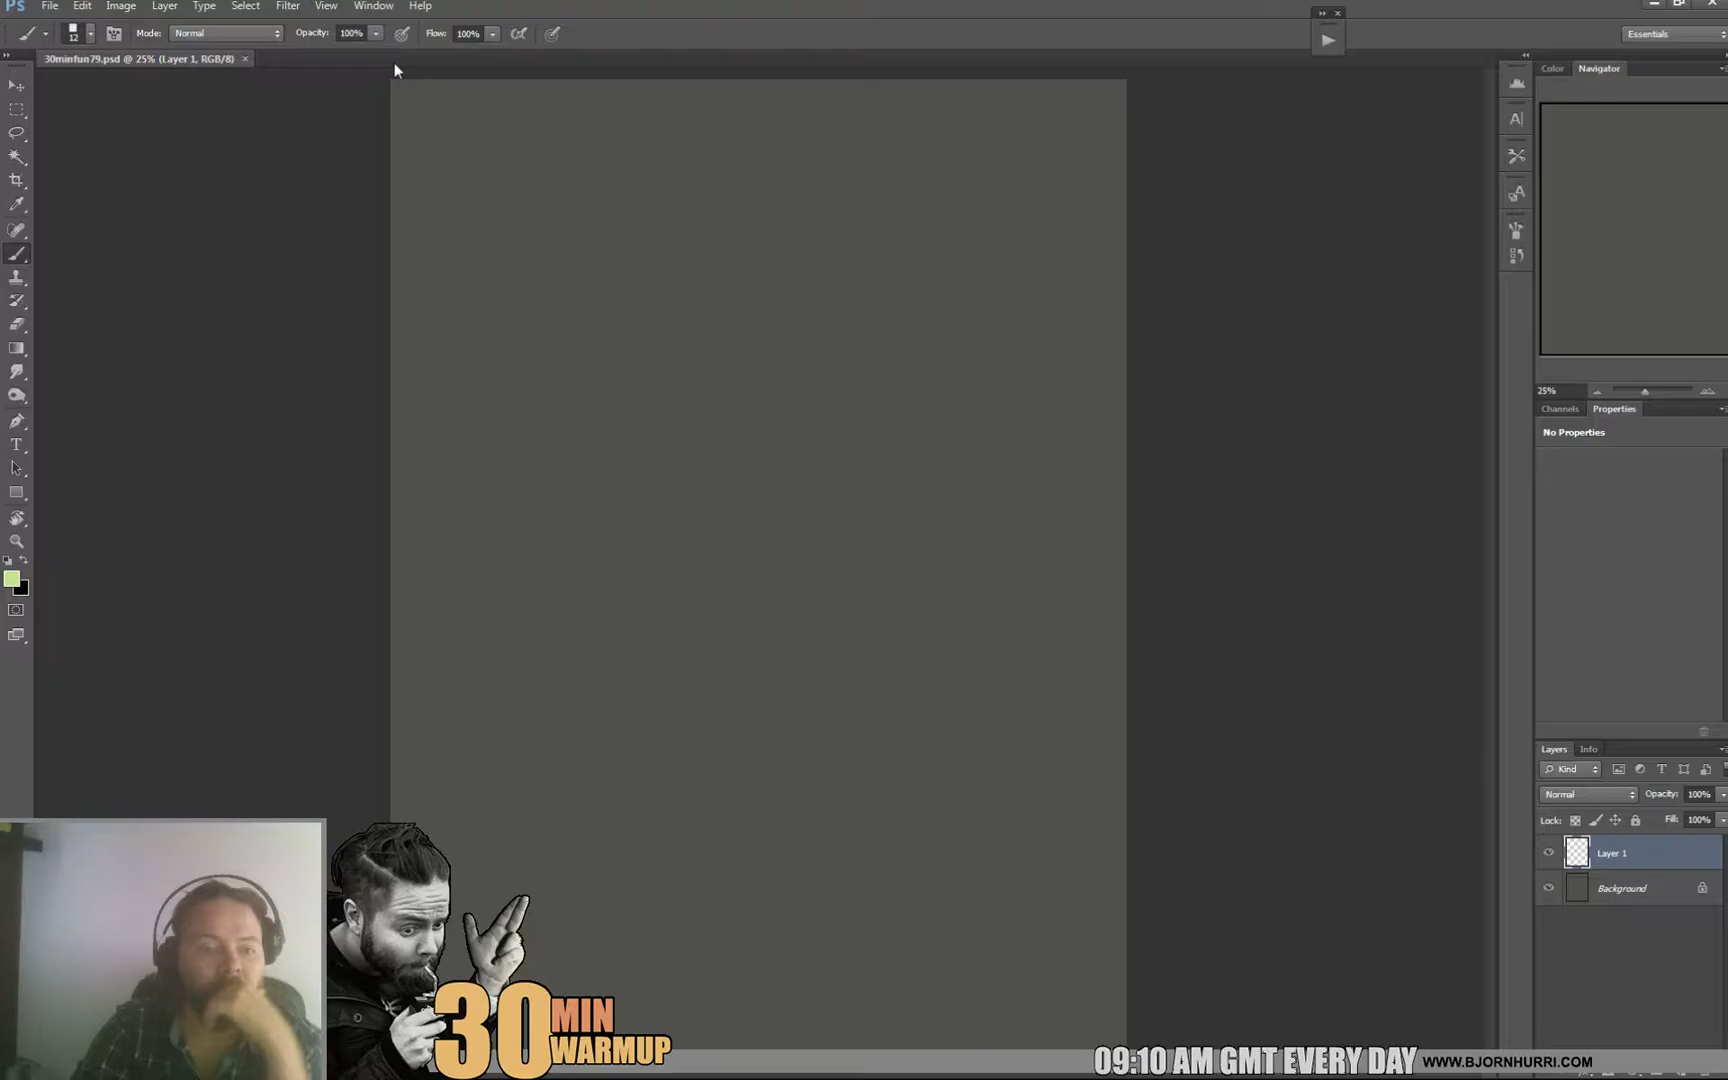 Ps File Edit Image Layer Type Select Filter View Window Help
12 Mode: Normal Opacity: 100% Flow: 100% Essentials
30minfun79.psd @ 25% (Layer 1, RGB/8) ×
Color Navigator
25%
Channels Properties
No Properties
Layers Info
Kind
Normal Opacity: 100%
Lock: Fill: 100%
Layer 1
Background
30 MIN
WARMUP
09:10 AM GMT EVERY DAY WWW.BJORNHURRI.COM